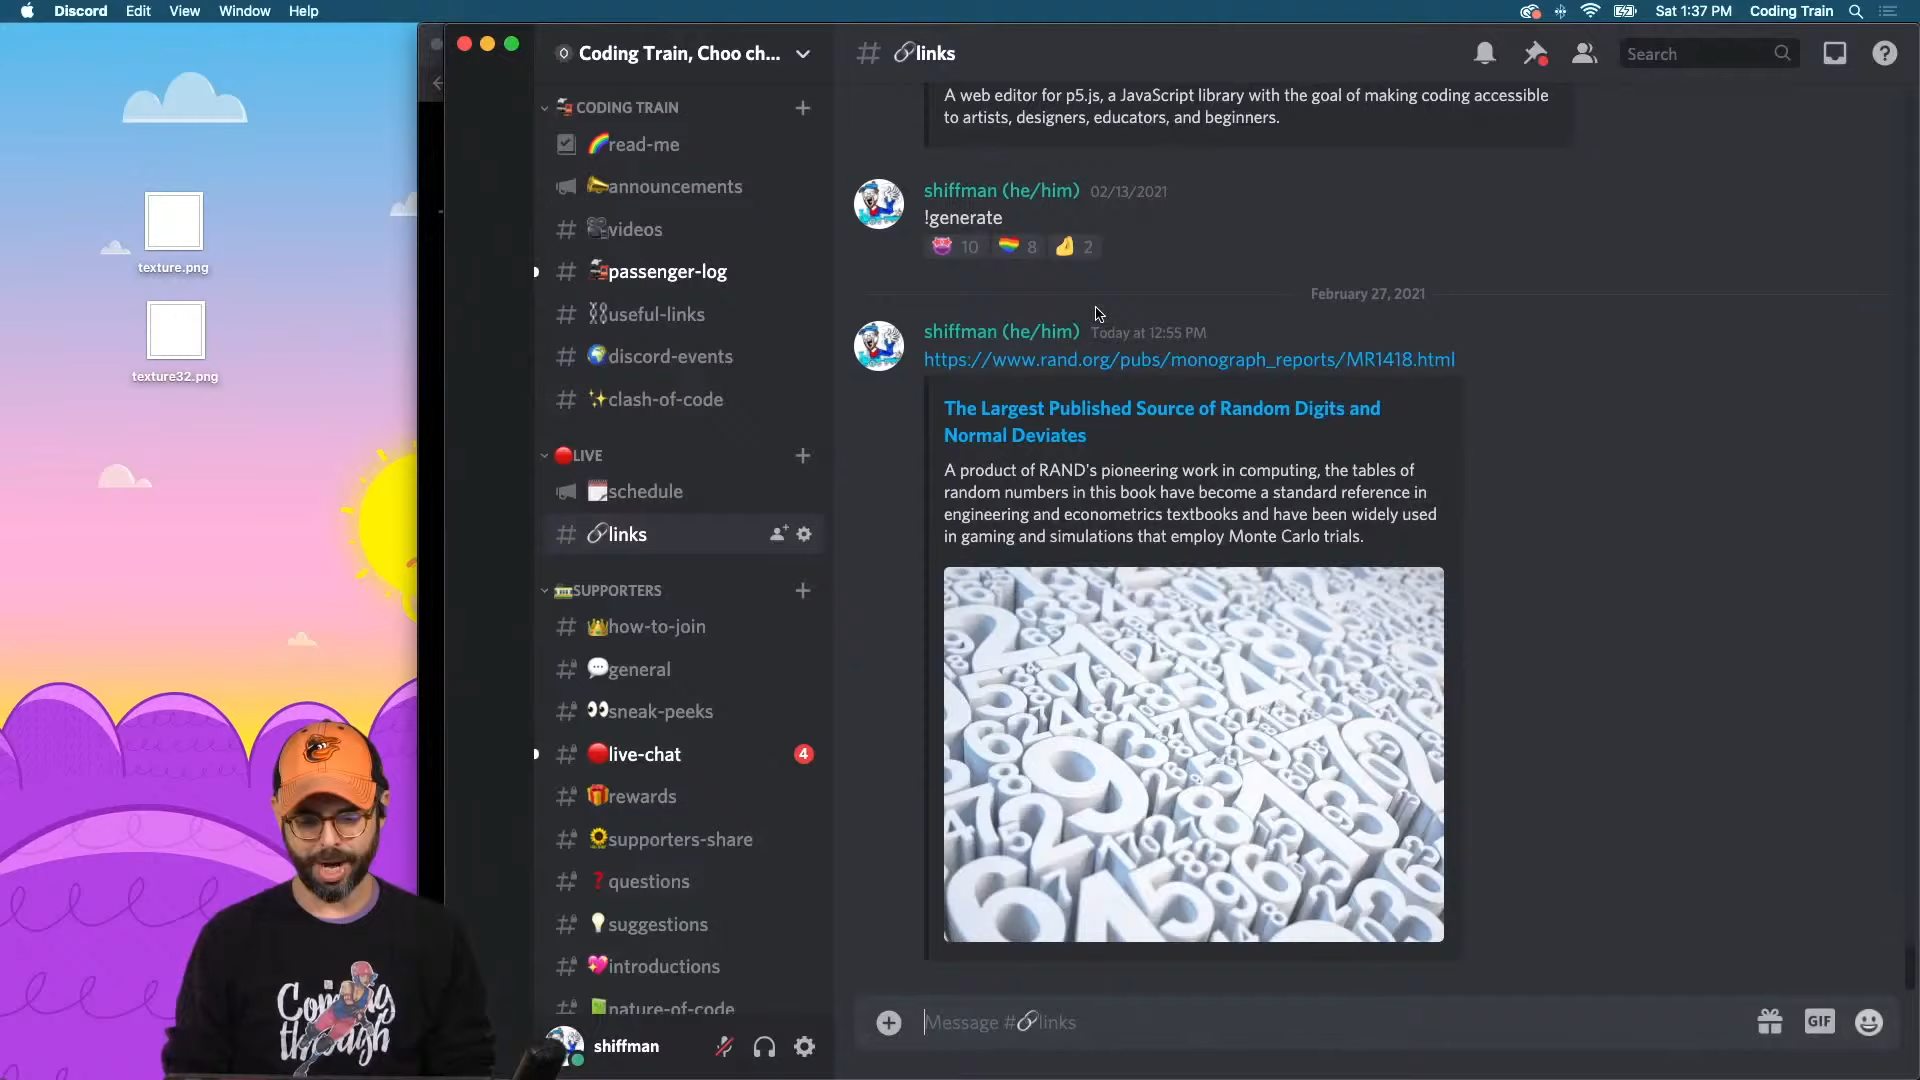 Discord Edit View Window Help
Sat 1:37 PM Coding Train
texture.png
texture32.png
Coding Train, Choo ch...
CODING TRAIN
read-me
announcements
videos
passenger-log
useful-links
discord-events
clash-of-code
LIVE
schedule
links
SUPPORTERS
how-to-join
general
sneak-peeks
live-chat
4
rewards
supporters-share
questions
suggestions
introductions
nature-of-code
shiffman
links
Search
A web editor for p5.js, a JavaScript library with the goal of making coding accessible
to artists, designers, educators, and beginners.
shiffman (he/him) 02/13/2021
!generate
10 8 2
February 27, 2021
shiffman (he/him) Today at 12:55 PM
https://www.rand.org/pubs/monograph_reports/MR1418.html
The Largest Published Source of Random Digits and
Normal Deviates
A product of RAND's pioneering work in computing, the tables of
random numbers in this book have become a standard reference in
engineering and econometrics textbooks and have been widely used
in gaming and simulations that employ Monte Carlo trials.
Message #links
GIF
through